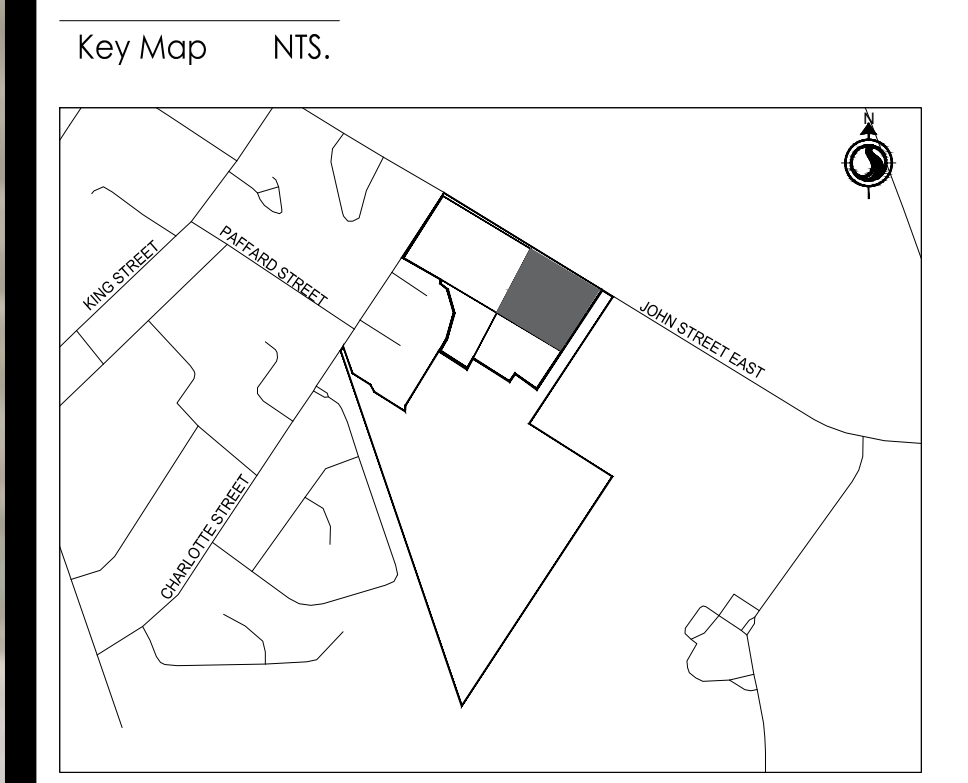 Key Map NTS.
N
PAFFARD STREET
KING STREET
JOHN STREET EAST
CHARLOTTE STREET